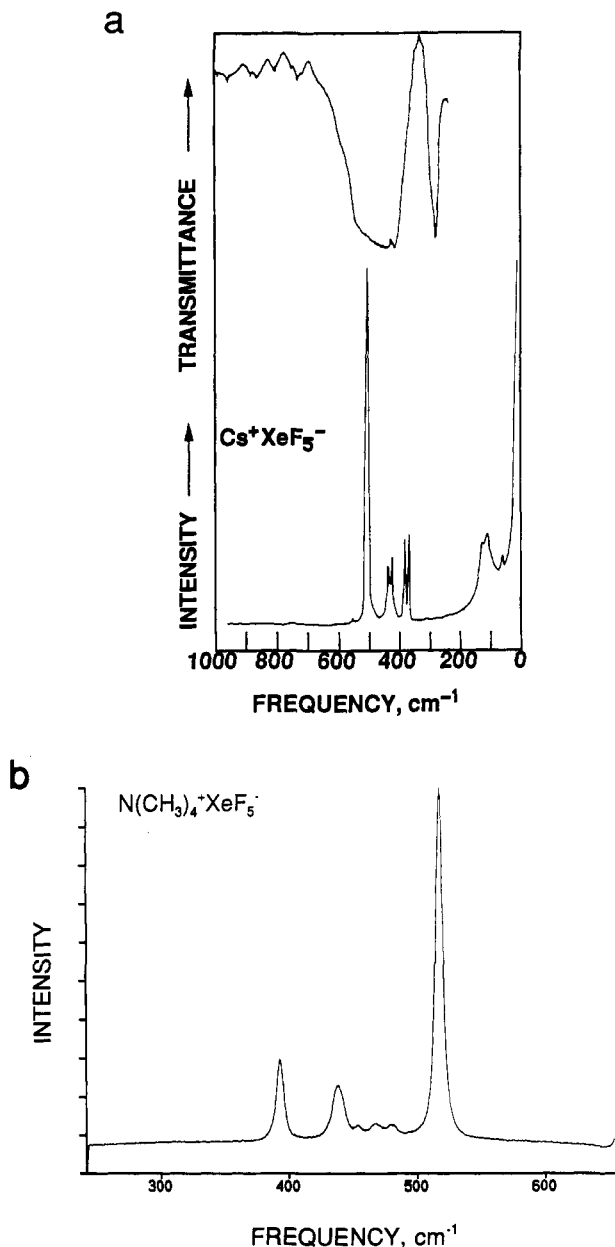 a
TRANSMITTANCE
INTENSITY
Cs⁺XeF₅⁻
1000 800 600 400 200 0
FREQUENCY, cm⁻¹
b
N(CH₃)₄⁺XeF₅⁻
INTENSITY
300 400 500 600
FREQUENCY, cm⁻¹